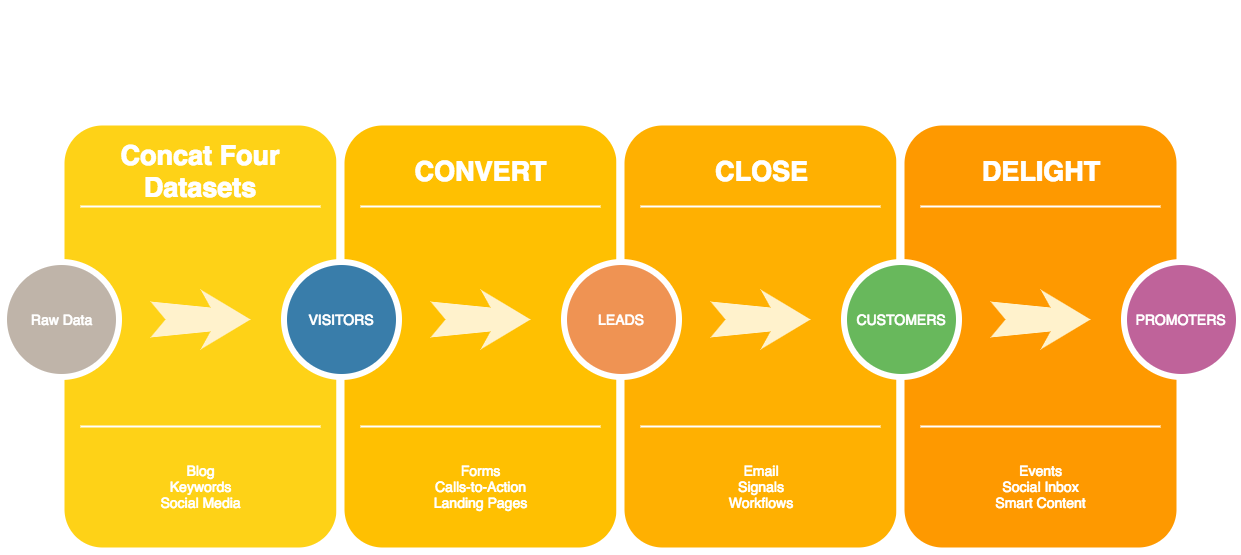 Concat Four
Datasets
CONVERT
CLOSE
DELIGHT
Raw Data
VISITORS
LEADS
CUSTOMERS
PROMOTERS
Blog
Keywords
Social Media
Forms
Calls-to-Action
Landing Pages
Email
Signals
Workflows
Events
Social Inbox
Smart Content